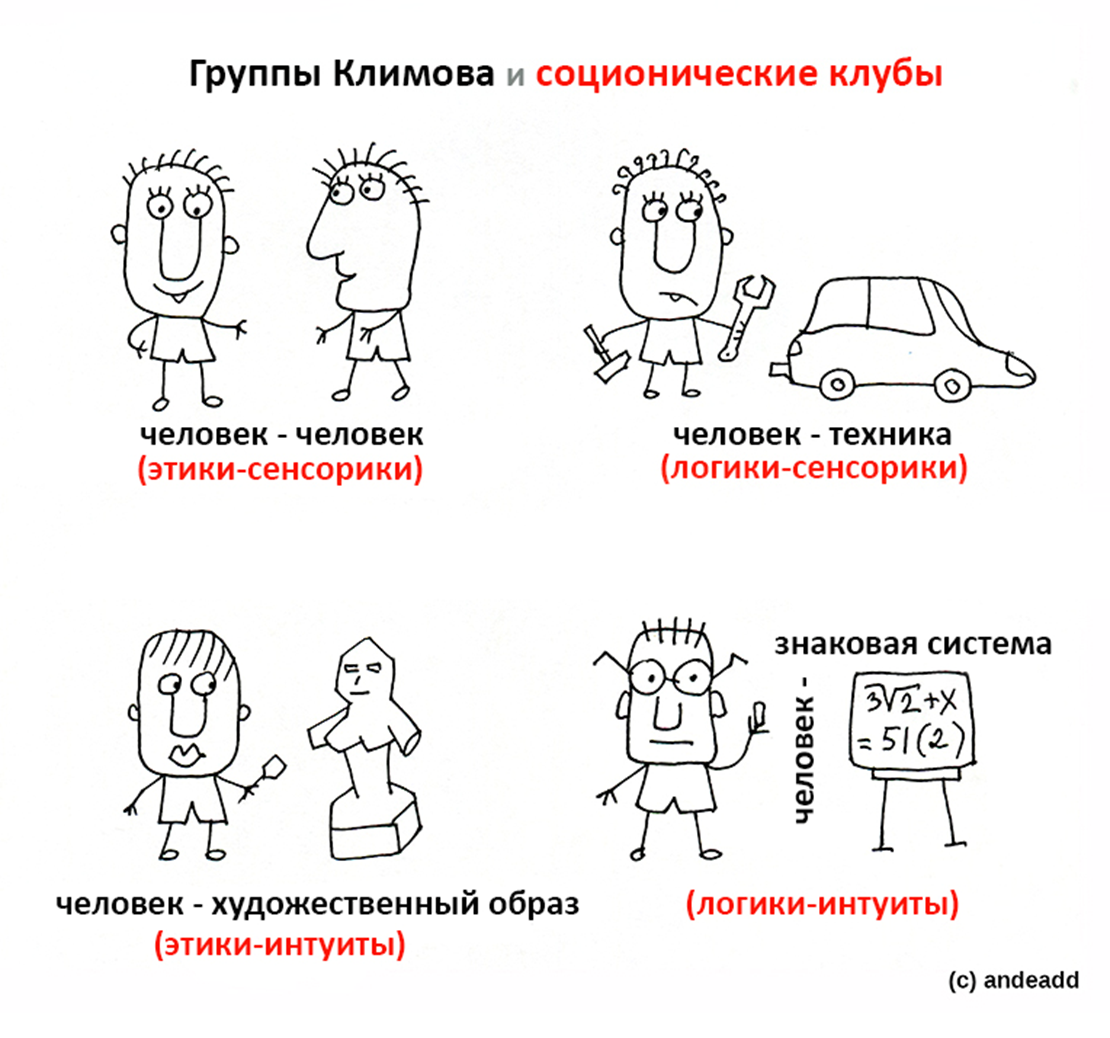 Группы Климова и соционические клубы
человек - человек
(этики-сенсорики)
человек - техника
(логики-сенсорики)
человек - художественный образ
(этики-интуиты)
человек -
знаковая система
3√2+x
= 51(2)
(логики-интуиты)
(c) andeadd